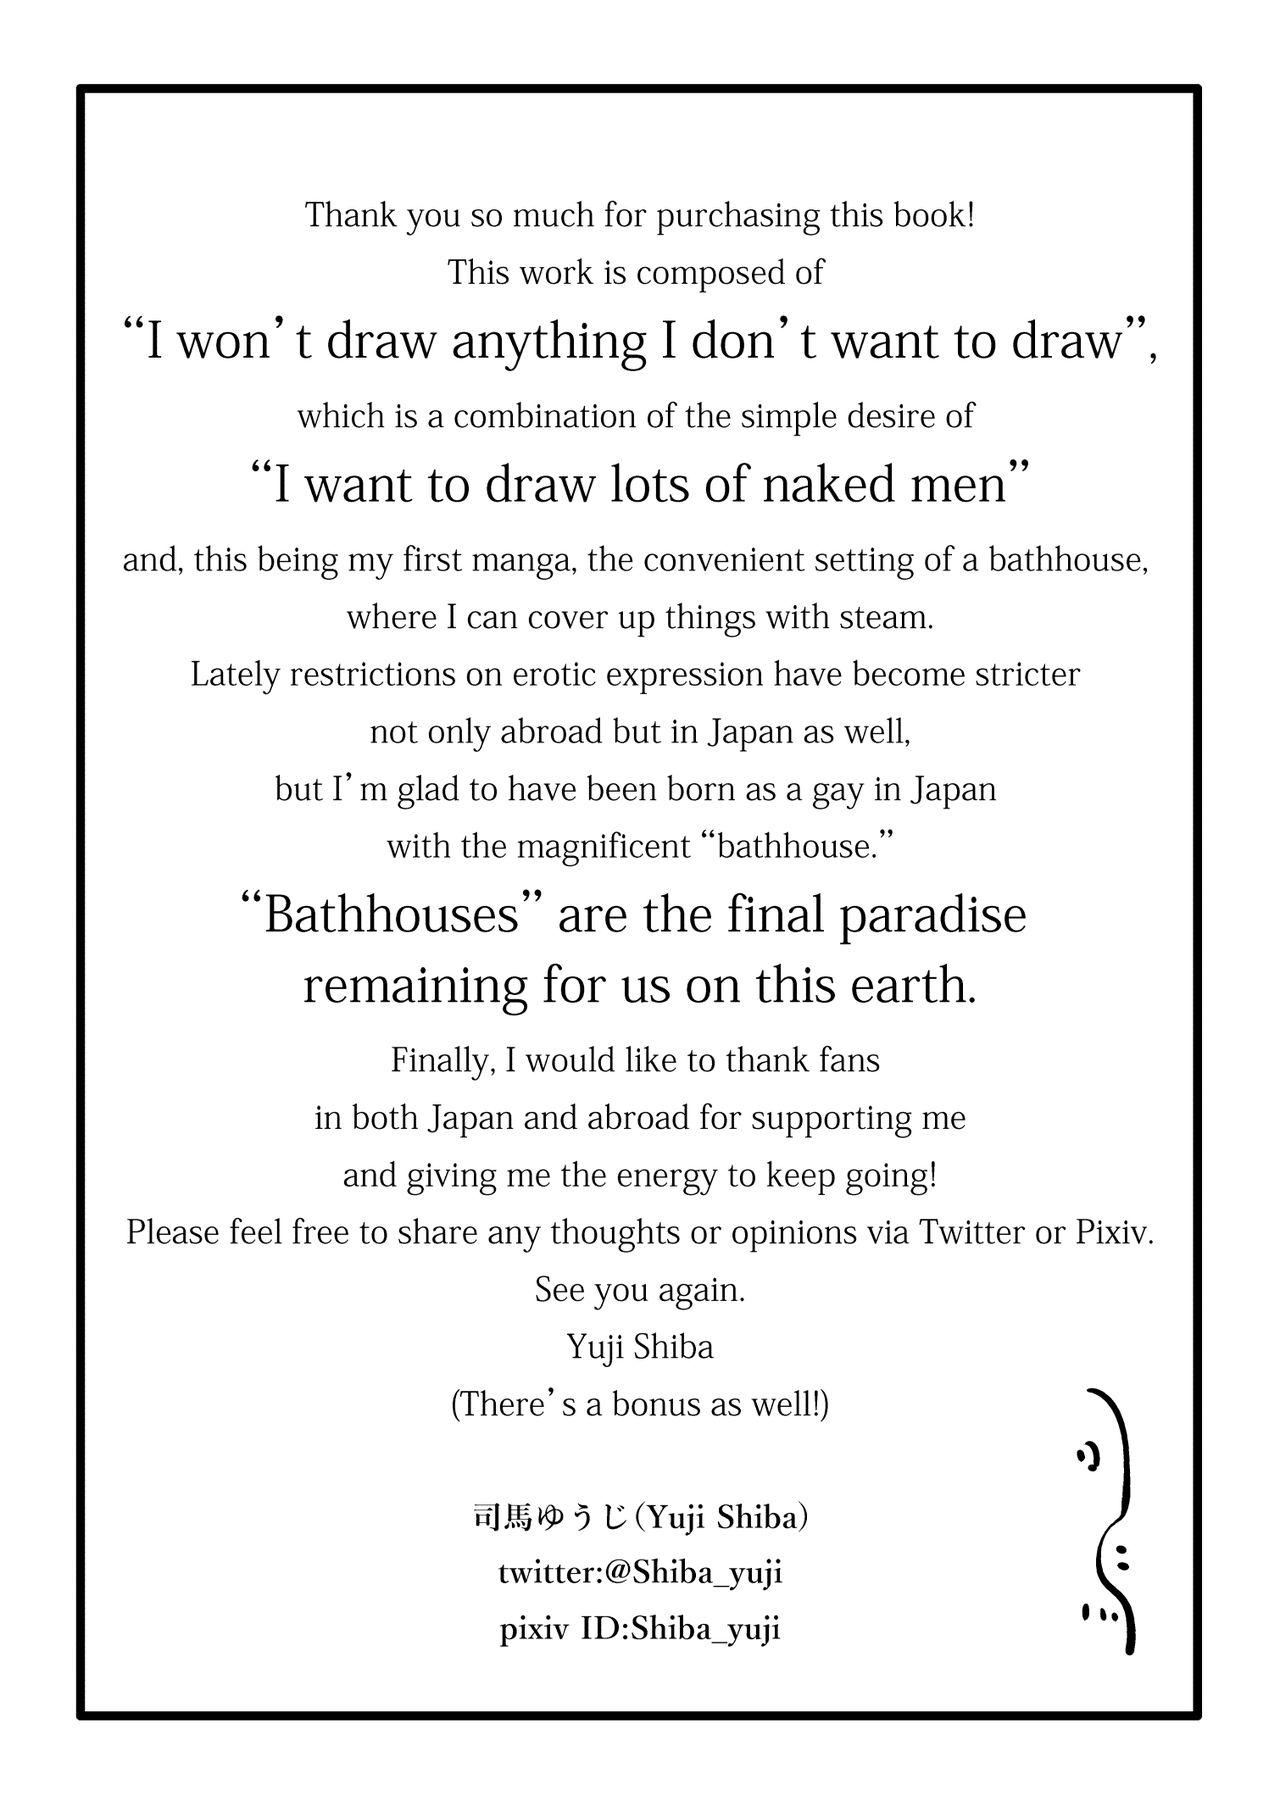 Thank you so much for purchasing this book!
This work is composed of
“I won’t draw anything I don’t want to draw”,
which is a combination of the simple desire of
“I want to draw lots of naked men”
and, this being my first manga, the convenient setting of a bathhouse,
where I can cover up things with steam.
Lately restrictions on erotic expression have become stricter
not only abroad but in Japan as well,
but I’m glad to have been born as a gay in Japan
with the magnificent “bathhouse.”
“Bathhouses” are the final paradise
remaining for us on this earth.
Finally, I would like to thank fans
in both Japan and abroad for supporting me
and giving me the energy to keep going!
Please feel free to share any thoughts or opinions via Twitter or Pixiv.
See you again.
Yuji Shiba
(There’s a bonus as well!)
司馬ゆうじ(Yuji Shiba)
twitter:@Shiba_yuji
pixiv ID:Shiba_yuji